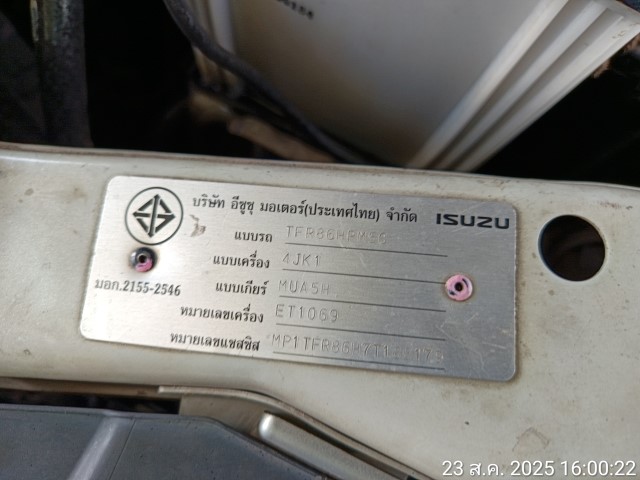 บริษัท อีซูซุ มอเตอร์(ประเทศไทย) จำกัด ISUZU
แบบรถ
แบบเครื่อง 4JK1
มอก.2155-2546 แบบเกียร์ MUA5H
หมายเลขเครื่อง ET1069
หมายเลขแชสซีส
23 ส.ค. 2025 16:00:22